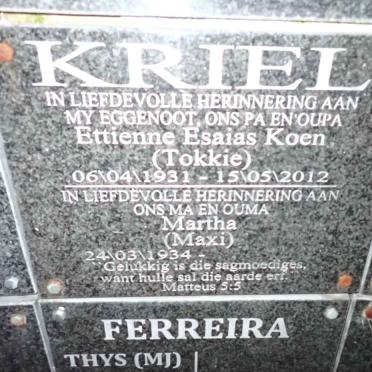 KRIEL
IN LIEFDEVOLLE HERINNERING AAN
MY EGGENOOT, ONS PA EN OUPA
Ettienne Esaias Koen
(Tokkie)
06\04\1931 - 15\05\2012
IN LIEFDEVOLLE HERINNERING AAN
ONS MA EN OUMA
Martha
(Maxi)
24\03\1934 -
"Gelukkig is die sagmoediges,
want hulle sal die aarde erf."
Matteus 5:5
FERREIRA
THYS (MJ)